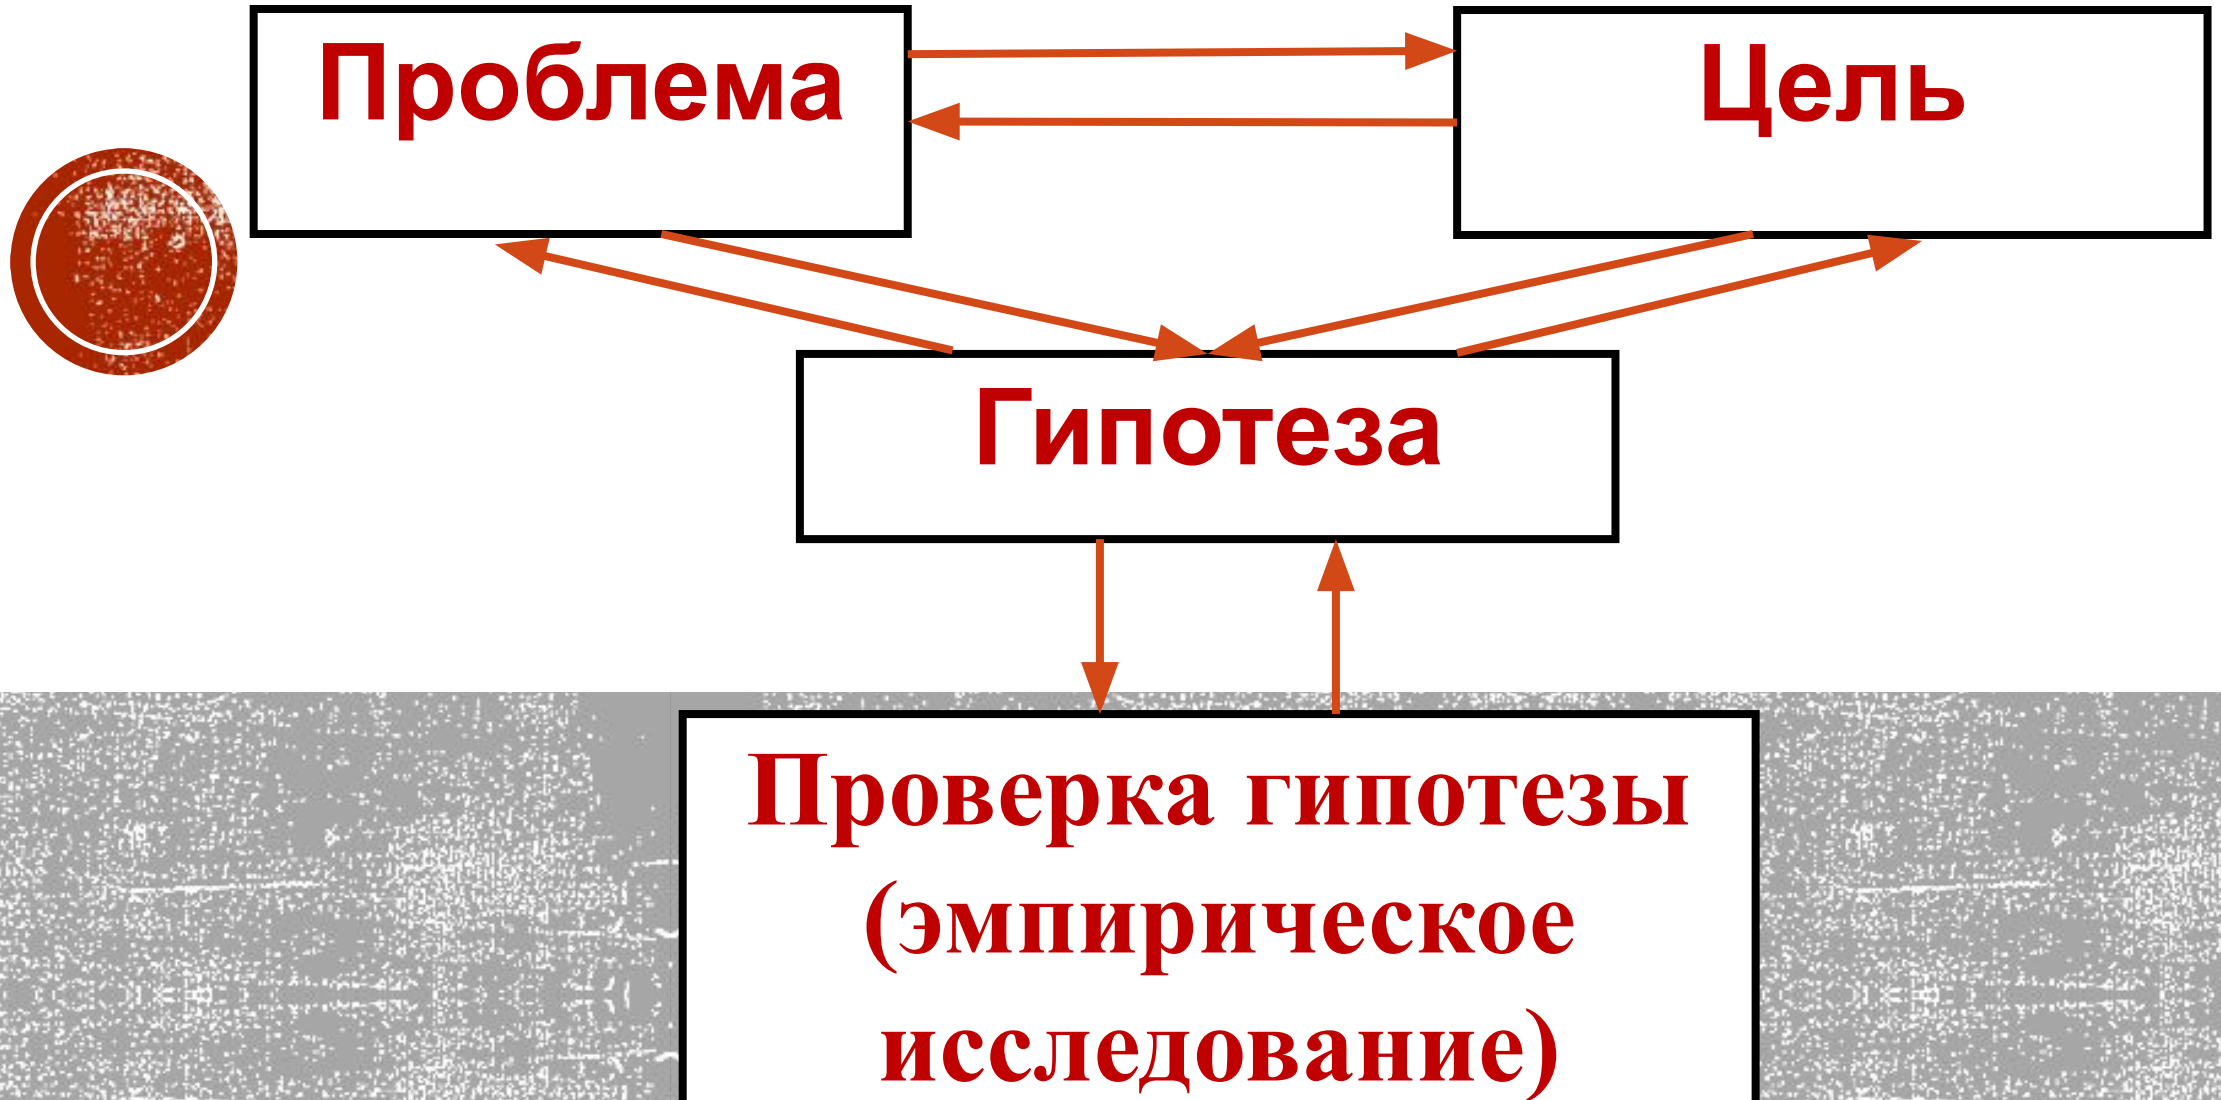 Проблема
Цель
Гипотеза
Проверка гипотезы
(эмпирическое
исследование)